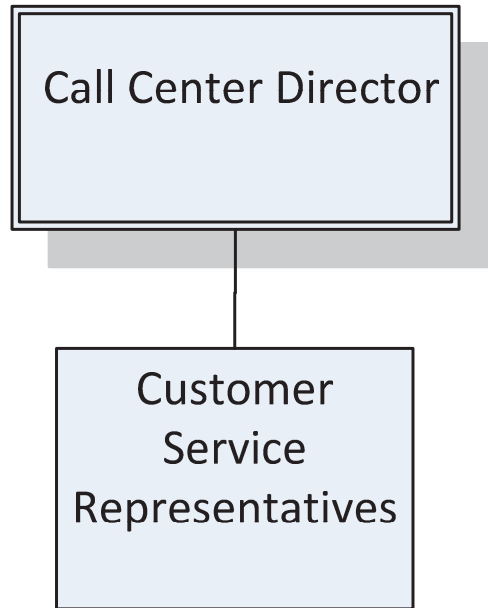 Call Center Director
Customer
Service
Representatives